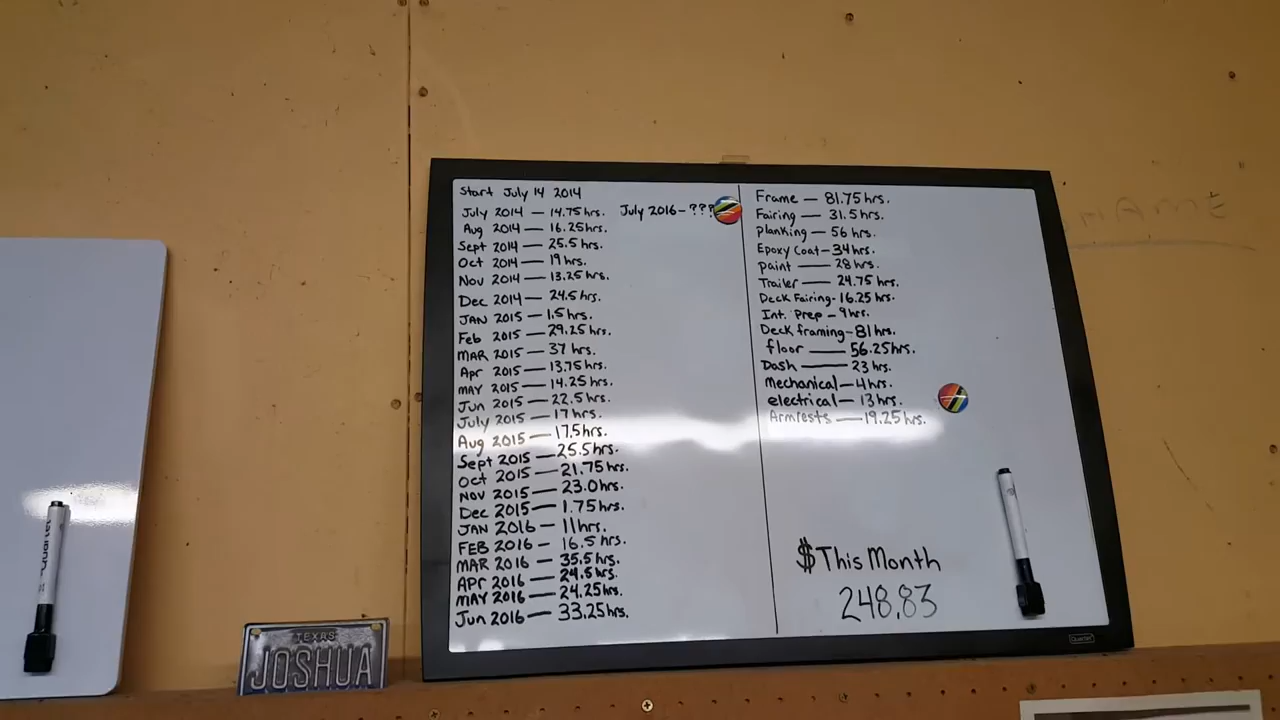 Start July 14 2014
July 2014 — 14.75 hrs. July 2016 - ???
Aug 2014 — 16.25 hrs.
Sept 2014 — 25.5 hrs.
Oct 2014 — 19 hrs.
Nov 2014 — 13.25 hrs.
Dec 2014 — 24.5 hrs.
JAN 2015 — 1.5 hrs.
Feb 2015 — 29.25 hrs.
MAR 2015 — 37 hrs.
Apr 2015 — 13.75 hrs.
MAY 2015 — 14.25 hrs.
Jun 2015 — 22.5 hrs.
July 2015 — 17 hrs.
Aug 2015 — 17.5 hrs.
Sept 2015 — 25.5 hrs.
Oct 2015 — 21.75 hrs.
Nov 2015 — 23.0 hrs.
Dec 2015 — 1.75 hrs.
JAN 2016 — 11 hrs.
FEB 2016 — 16.5 hrs.
MAR 2016 — 35.5 hrs.
APR 2016 — 24.5 hrs.
MAY 2016 — 24.25 hrs.
Jun 2016 — 33.25 hrs.
Frame — 81.75 hrs.
Fairing — 31.5 hrs.
Planking — 56 hrs.
Epoxy Coat — 34 hrs.
Paint — 28 hrs.
Trailer — 24.75 hrs.
Deck Fairing - 16.25 hrs.
Int. Prep — 9 hrs.
Deck framing — 81 hrs.
floor — 56.25 hrs.
Dash — 23 hrs.
Mechanical — 4 hrs.
electrical — 13 hrs.
Armrests — 19.25 hrs.
$ This Month
248.83
Quartet
TEXAS
JOSHUA